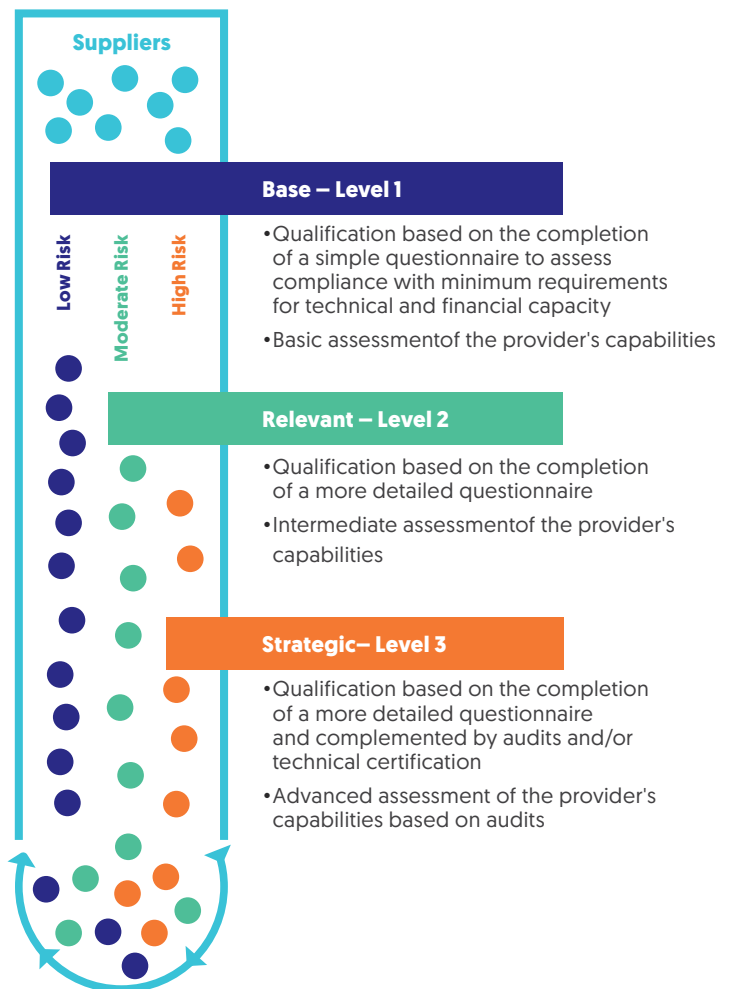 Suppliers
Base – Level 1
Low Risk
Moderate Risk
High Risk
•Qualification based on the completion
of a simple questionnaire to assess
compliance with minimum requirements
for technical and financial capacity
•Basic assessmentof the provider's capabilities
Relevant – Level 2
•Qualification based on the completion
of a more detailed questionnaire
•Intermediate assessmentof the provider's
capabilities
Strategic– Level 3
•Qualification based on the completion
of a more detailed questionnaire
and complemented by audits and/or
technical certification
•Advanced assessment of the provider's
capabilities based on audits